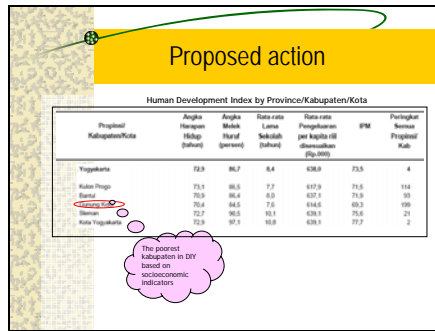 Proposed action
Human Development Index by Province/Kabupaten/Kota
Propinsi/ Kabupaten/Kota Angka Harapan Hidup (tahun) Angka Melek Huruf (persen) Rata-rata Lama Sekolah (tahun) Rata-rata Pengeluaran per kapita riil disesuaikan (Rp.000) IPM Peringkat Semua Propinsi/ Kab
Yogyakarta 72,9 86,7 8,4 638,0 73,5 4
Kulon Progo 73,1 86,5 7,7 617,9 71,5 114
Bantul 70,9 86,4 8,0 637,1 71,9 93
Gunung Kidul 70,4 84,5 7,6 614,6 69,3 199
Sleman 72,7 90,5 10,1 639,1 75,6 21
Kota Yogyakarta 72,9 97,1 10,8 639,1 77,7 2
The poorest
kabupaten in DIY
based on
socioeconomic
indicators